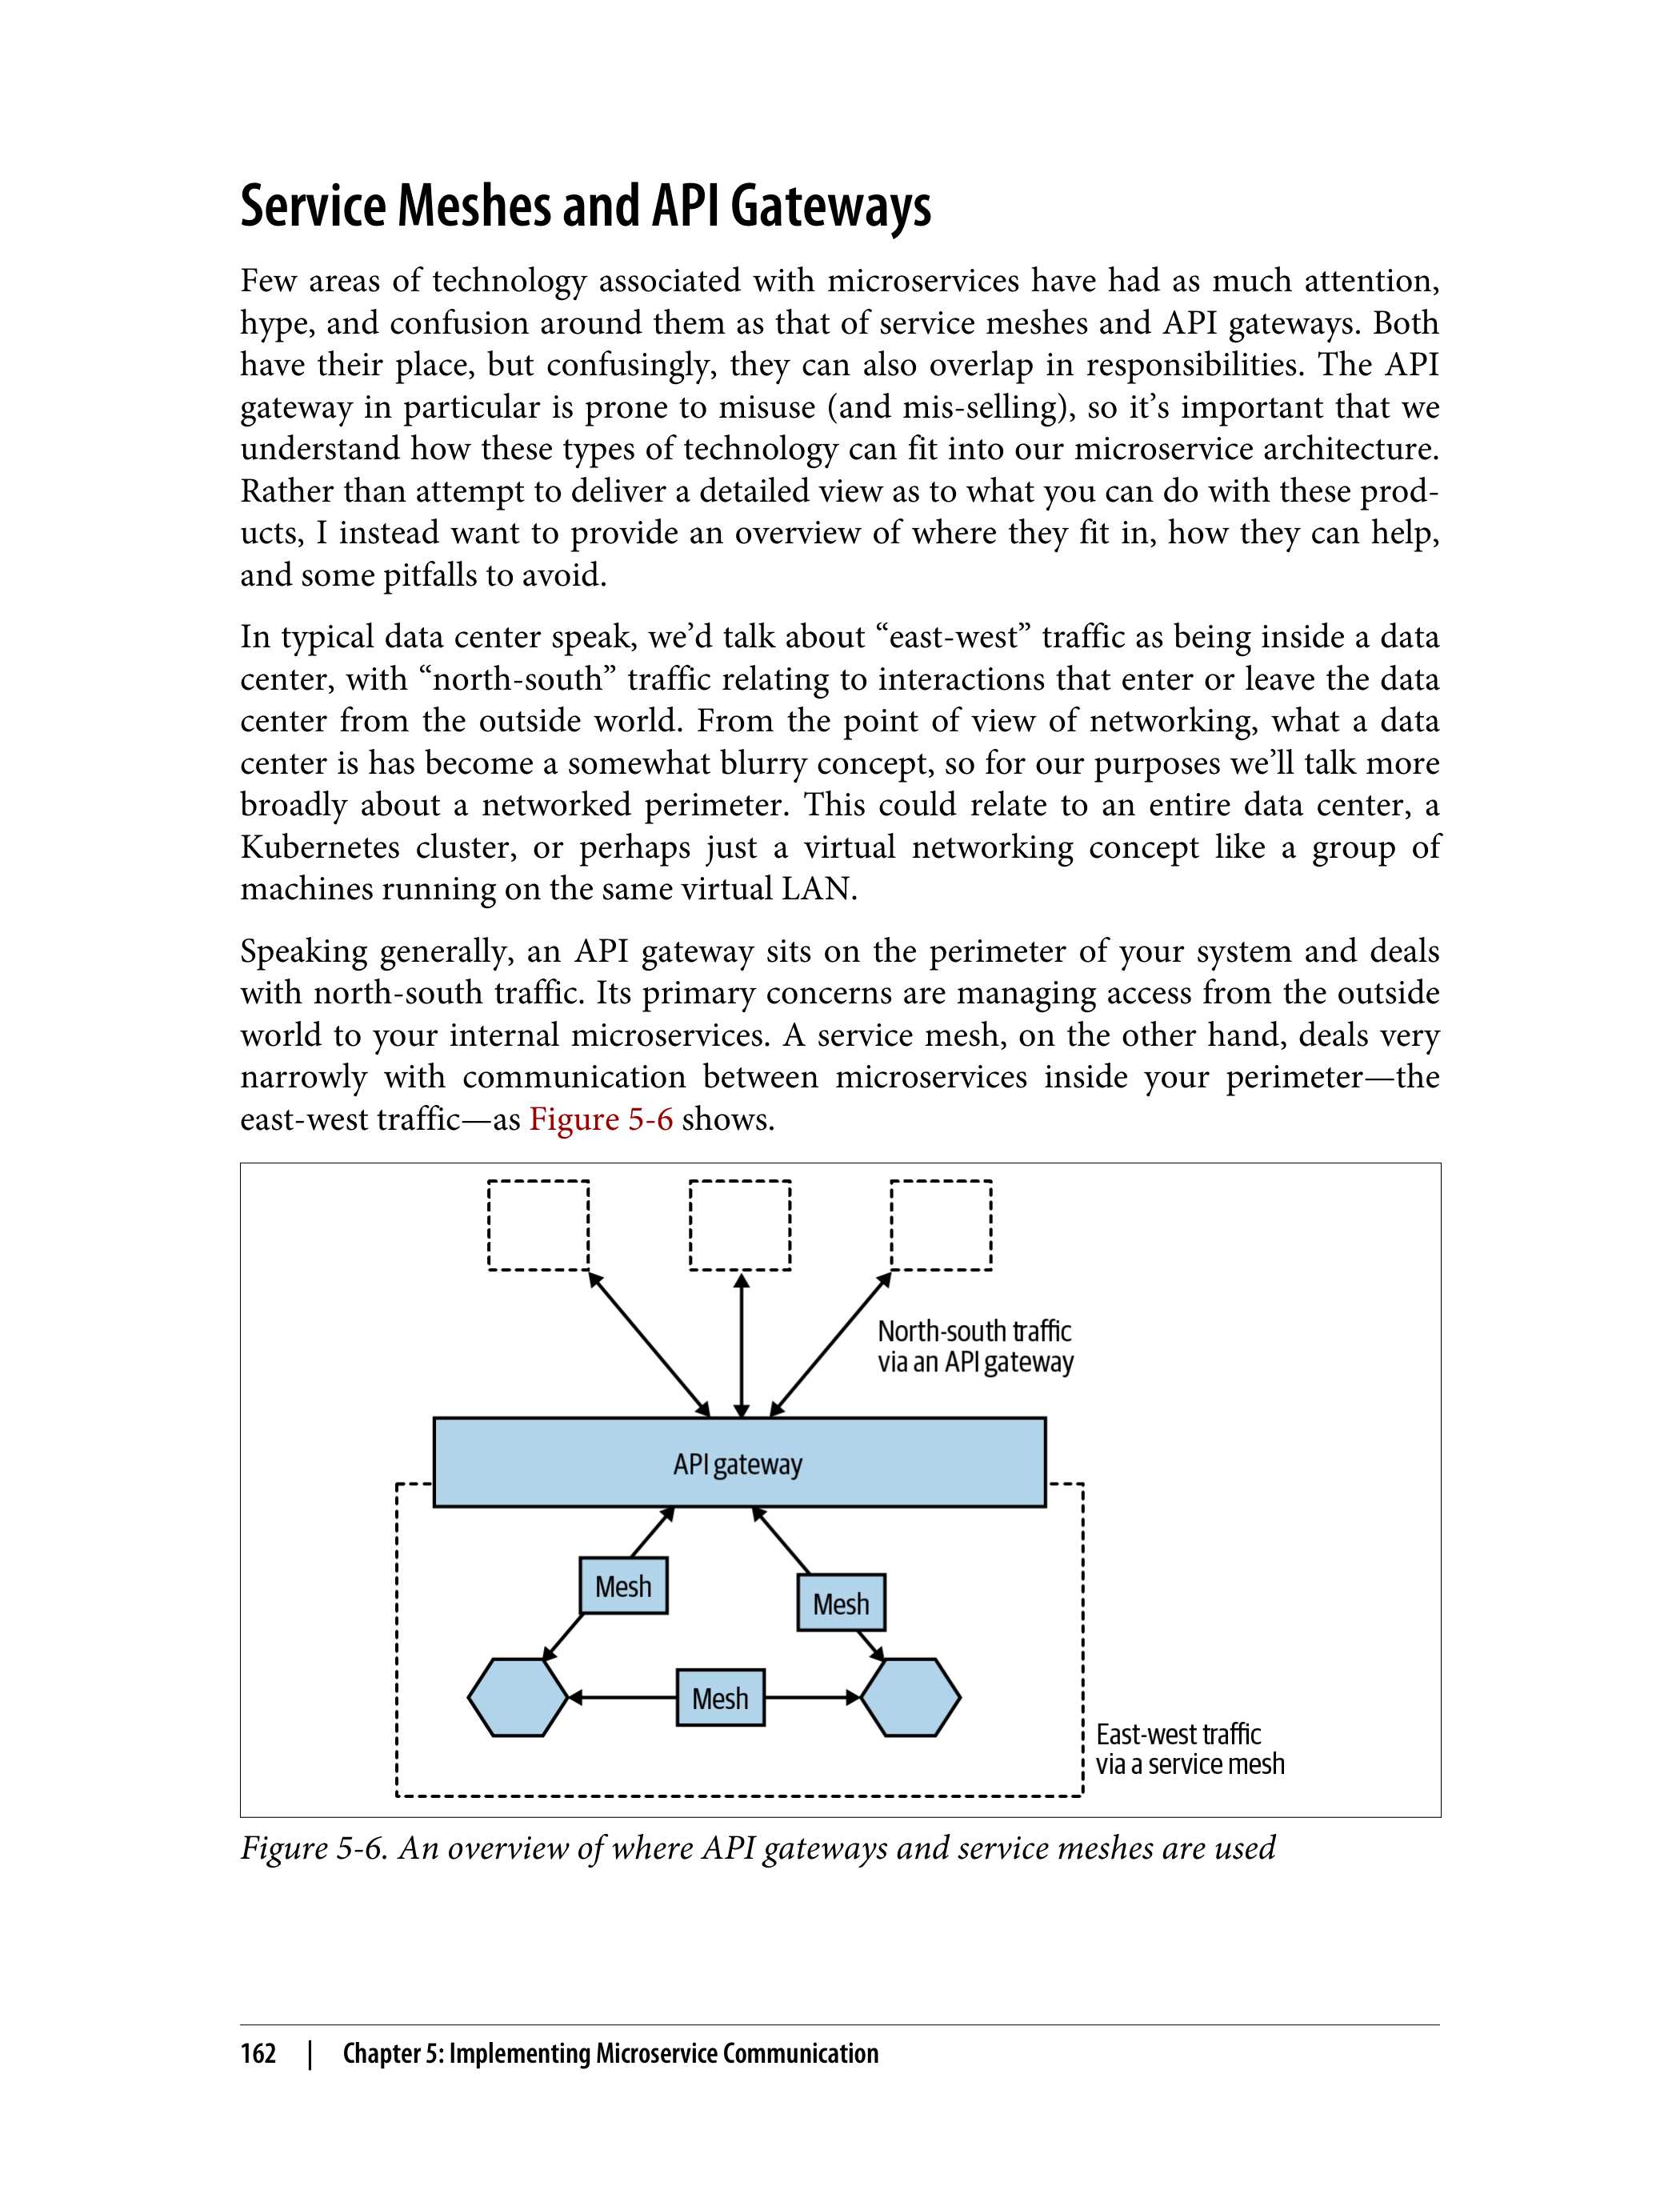 Service Meshes and API Gateways
Few areas of technology associated with microservices have had as much attention,
hype, and confusion around them as that of service meshes and API gateways. Both
have their place, but confusingly, they can also overlap in responsibilities. The API
gateway in particular is prone to misuse (and mis-selling), so it’s important that we
understand how these types of technology can fit into our microservice architecture.
Rather than attempt to deliver a detailed view as to what you can do with these prod-
ucts, I instead want to provide an overview of where they fit in, how they can help,
and some pitfalls to avoid.
In typical data center speak, we’d talk about “east-west” traffic as being inside a data
center, with “north-south” traffic relating to interactions that enter or leave the data
center from the outside world. From the point of view of networking, what a data
center is has become a somewhat blurry concept, so for our purposes we’ll talk more
broadly about a networked perimeter. This could relate to an entire data center, a
Kubernetes cluster, or perhaps just a virtual networking concept like a group of
machines running on the same virtual LAN.
Speaking generally, an API gateway sits on the perimeter of your system and deals
with north-south traffic. Its primary concerns are managing access from the outside
world to your internal microservices. A service mesh, on the other hand, deals very
narrowly with communication between microservices inside your perimeter—the
east-west traffic—as Figure 5-6 shows.
North-south traffic
via an API gateway
API gateway
Mesh
Mesh
Mesh
East-west traffic
via a service mesh
Figure 5-6. An overview of where API gateways and service meshes are used
162 | Chapter 5: Implementing Microservice Communication